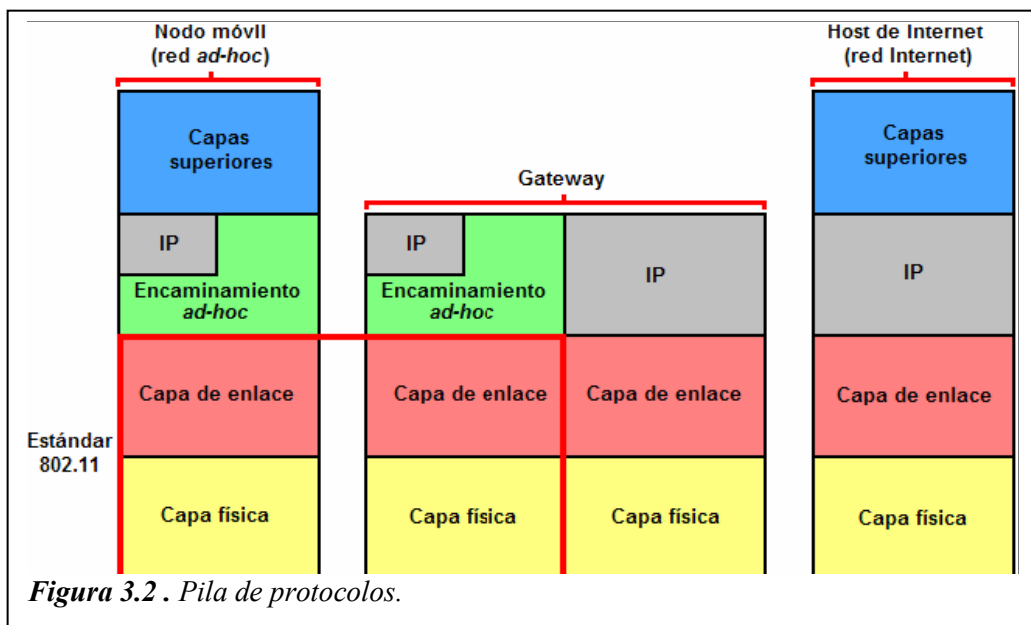 Nodo móvil
(red ad-hoc)
Host de Internet
(red Internet)
Capas
superiores
Capas
superiores
Gateway
IP
Encaminamiento
ad-hoc
IP
Encaminamiento
ad-hoc
IP
IP
Capa de enlace
Capa de enlace
Capa de enlace
Capa de enlace
Estándar
802.11
Capa física
Capa física
Capa física
Capa física
Figura 3.2 . Pila de protocolos.